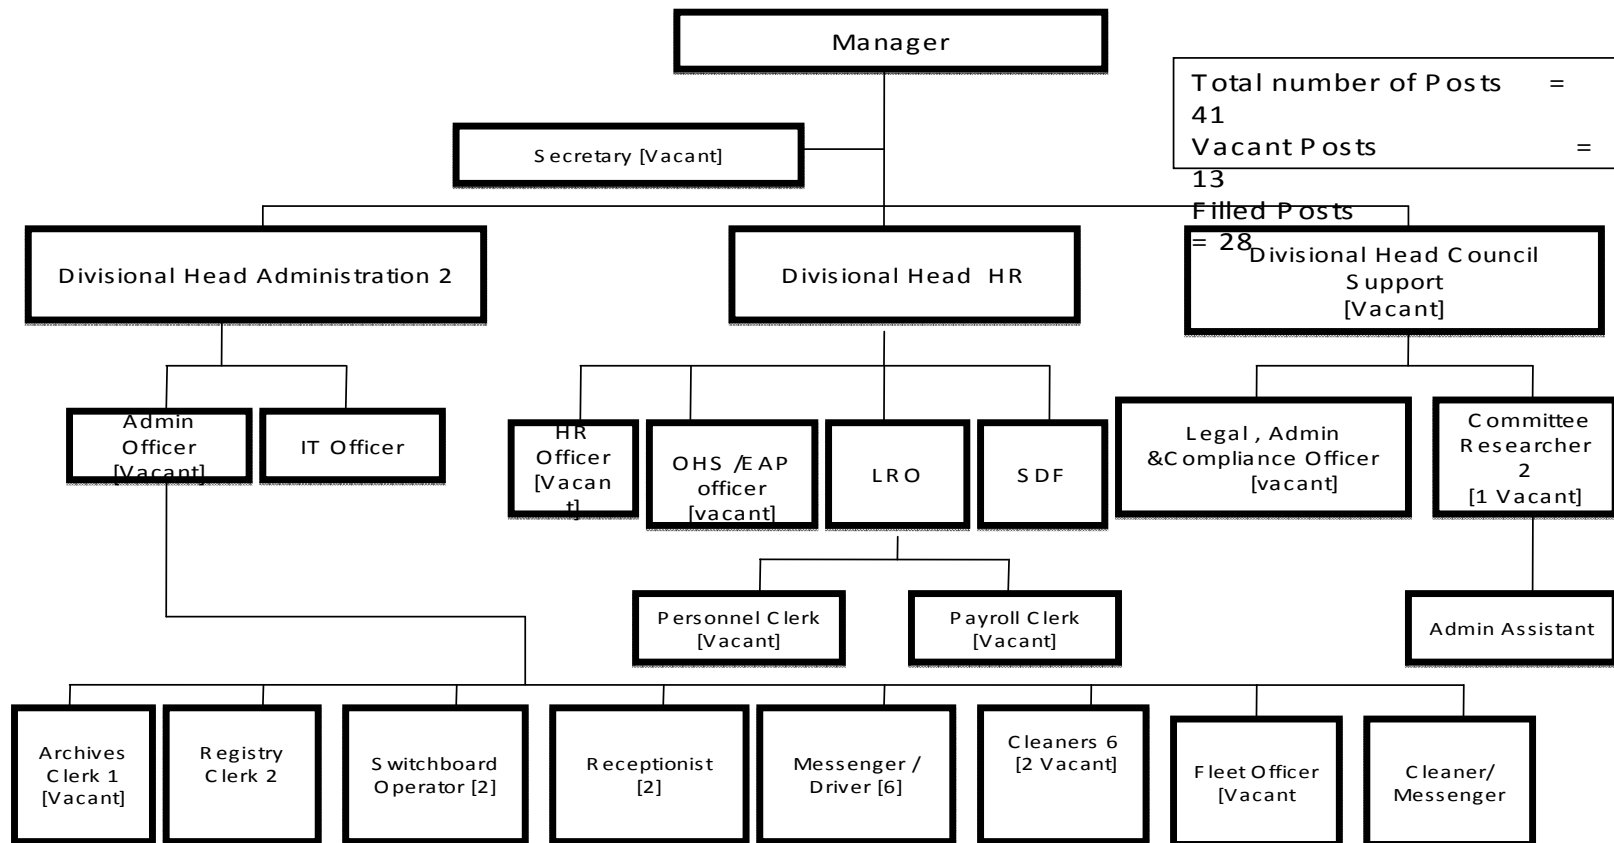 Manager
Total number of Posts =
41
Vacant Posts =
13
Filled Posts
= 28
Secretary [Vacant]
Divisional Head Administration 2
Divisional Head HR
Divisional Head Council
Support
[Vacant]
Admin
Officer
[Vacant]
IT Officer
HR
Officer
[Vacan
t]
OHS /EAP
officer
[vacant]
LRO
SDF
Legal , Admin
&Compliance Officer
[vacant]
Committee
Researcher
2
[1 Vacant]
Personnel Clerk
[Vacant]
Payroll Clerk
[Vacant]
Admin Assistant
Archives
Clerk 1
[Vacant]
Registry
Clerk 2
Switchboard
Operator [2]
Receptionist
[2]
Messenger /
Driver [6]
Cleaners 6
[2 Vacant]
Fleet Officer
[Vacant
Cleaner/
Messenger